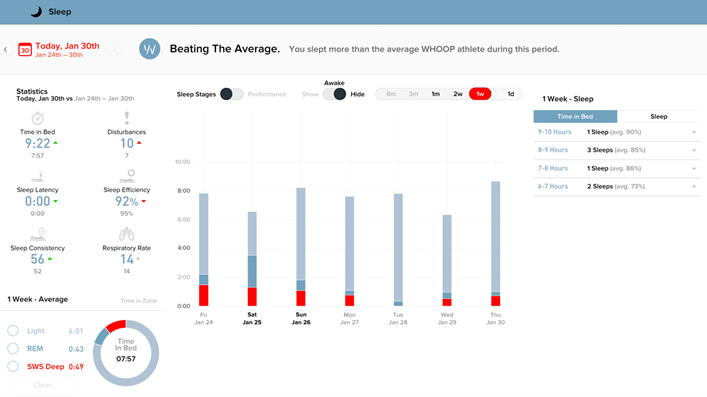 Sleep
30 Today, Jan 30th
Jan 24th – 30th
W Beating The Average. You slept more than the average WHOOP athlete during this period.
Statistics
Today, Jan 30th vs Jan 24th – Jan 30th
Time in Bed
9:22
7:57
Disturbances
10
7
Sleep Latency
0:00
0:00
Sleep Efficiency
92%
95%
Sleep Consistency
56
52
Respiratory Rate
14
14
1 Week - Average Time in Zone
Light 6:01
REM 0:43
SWS Deep 0:49
Clear
Time
In Bed
07:57
Sleep Stages Performance
Awake
Show Hide
6m 3m 1m 2w 1w 1d
10:00
8:00
6:00
4:00
2:00
0:00
Fri
Jan 24
Sat
Jan 25
Sun
Jan 26
Mon
Jan 27
Tue
Jan 28
Wed
Jan 29
Thu
Jan 30
1 Week - Sleep
Time in Bed Sleep
9-10 Hours 1 Sleep (avg. 90%)
8-9 Hours 3 Sleeps (avg. 85%)
7-8 Hours 1 Sleep (avg. 86%)
6-7 Hours 2 Sleeps (avg. 73%)